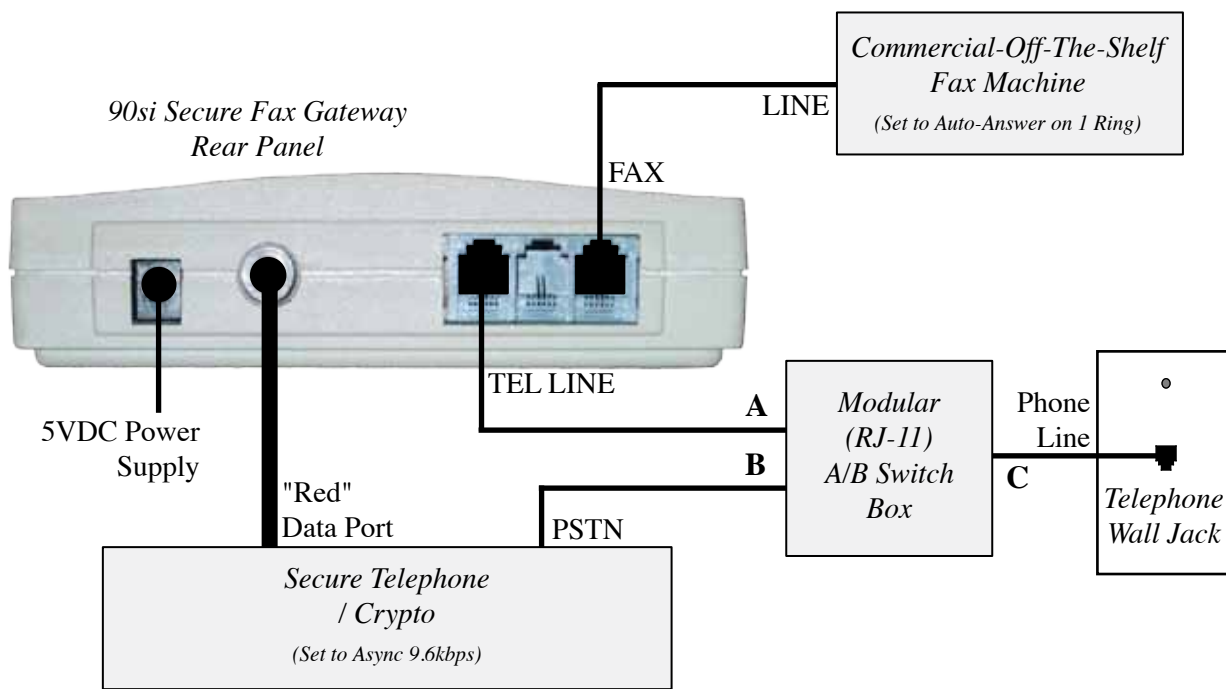 Commercial-Off-The-Shelf
Fax Machine
(Set to Auto-Answer on 1 Ring)
LINE
90si Secure Fax Gateway
Rear Panel
FAX
TEL LINE
5VDC Power
Supply
"Red"
Data Port
A
B
PSTN
Modular
(RJ-11)
A/B Switch
Box
Phone
Line
C
Telephone
Wall Jack
Secure Telephone
/ Crypto
(Set to Async 9.6kbps)